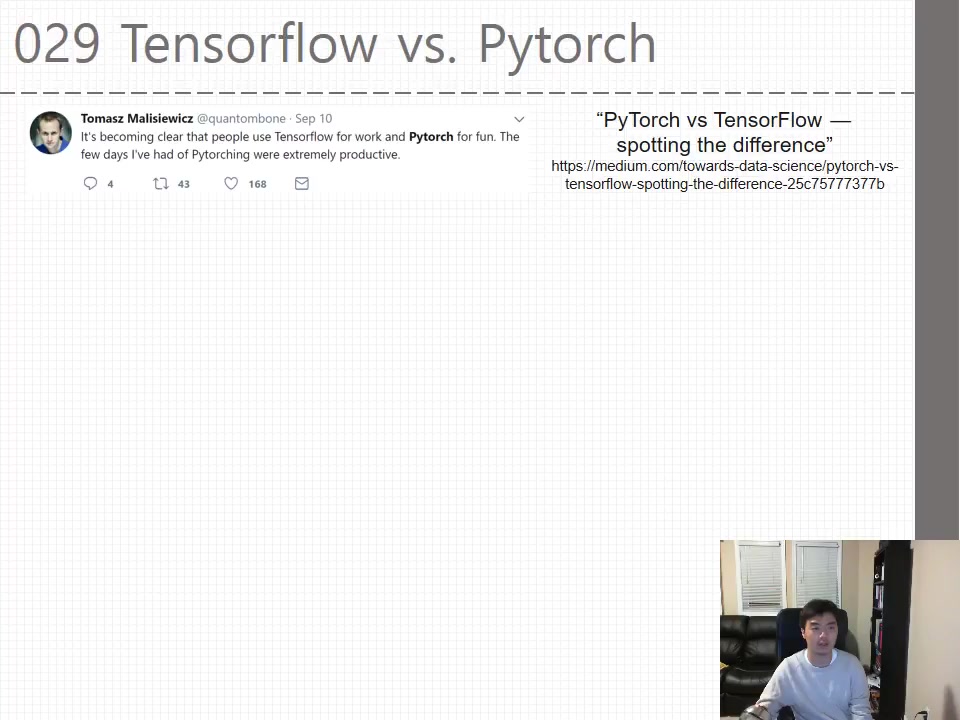 029 Tensorflow vs. Pytorch
Tomasz Malisiewicz @quantombone · Sep 10
It's becoming clear that people use Tensorflow for work and Pytorch for fun. The
few days I've had of Pytorching were extremely productive.
4 43 168
“PyTorch vs TensorFlow —
spotting the difference”
https://medium.com/towards-data-science/pytorch-vs-
tensorflow-spotting-the-difference-25c75777377b